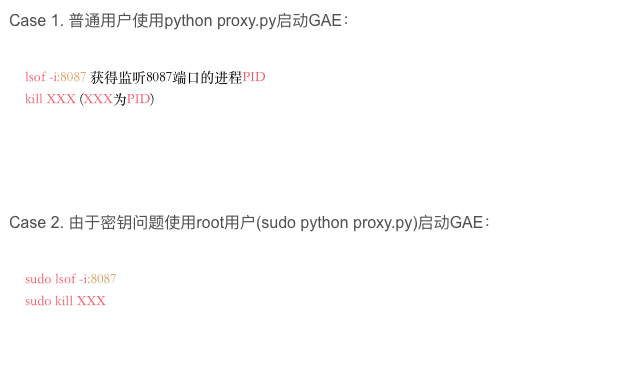 Case 1. 普通用户使用python proxy.py启动GAE：
lsof -i:8087 获得监听8087端口的进程PID
kill XXX (XXX为PID)
Case 2. 由于密钥问题使用root用户(sudo python proxy.py)启动GAE：
sudo lsof -i:8087
sudo kill XXX